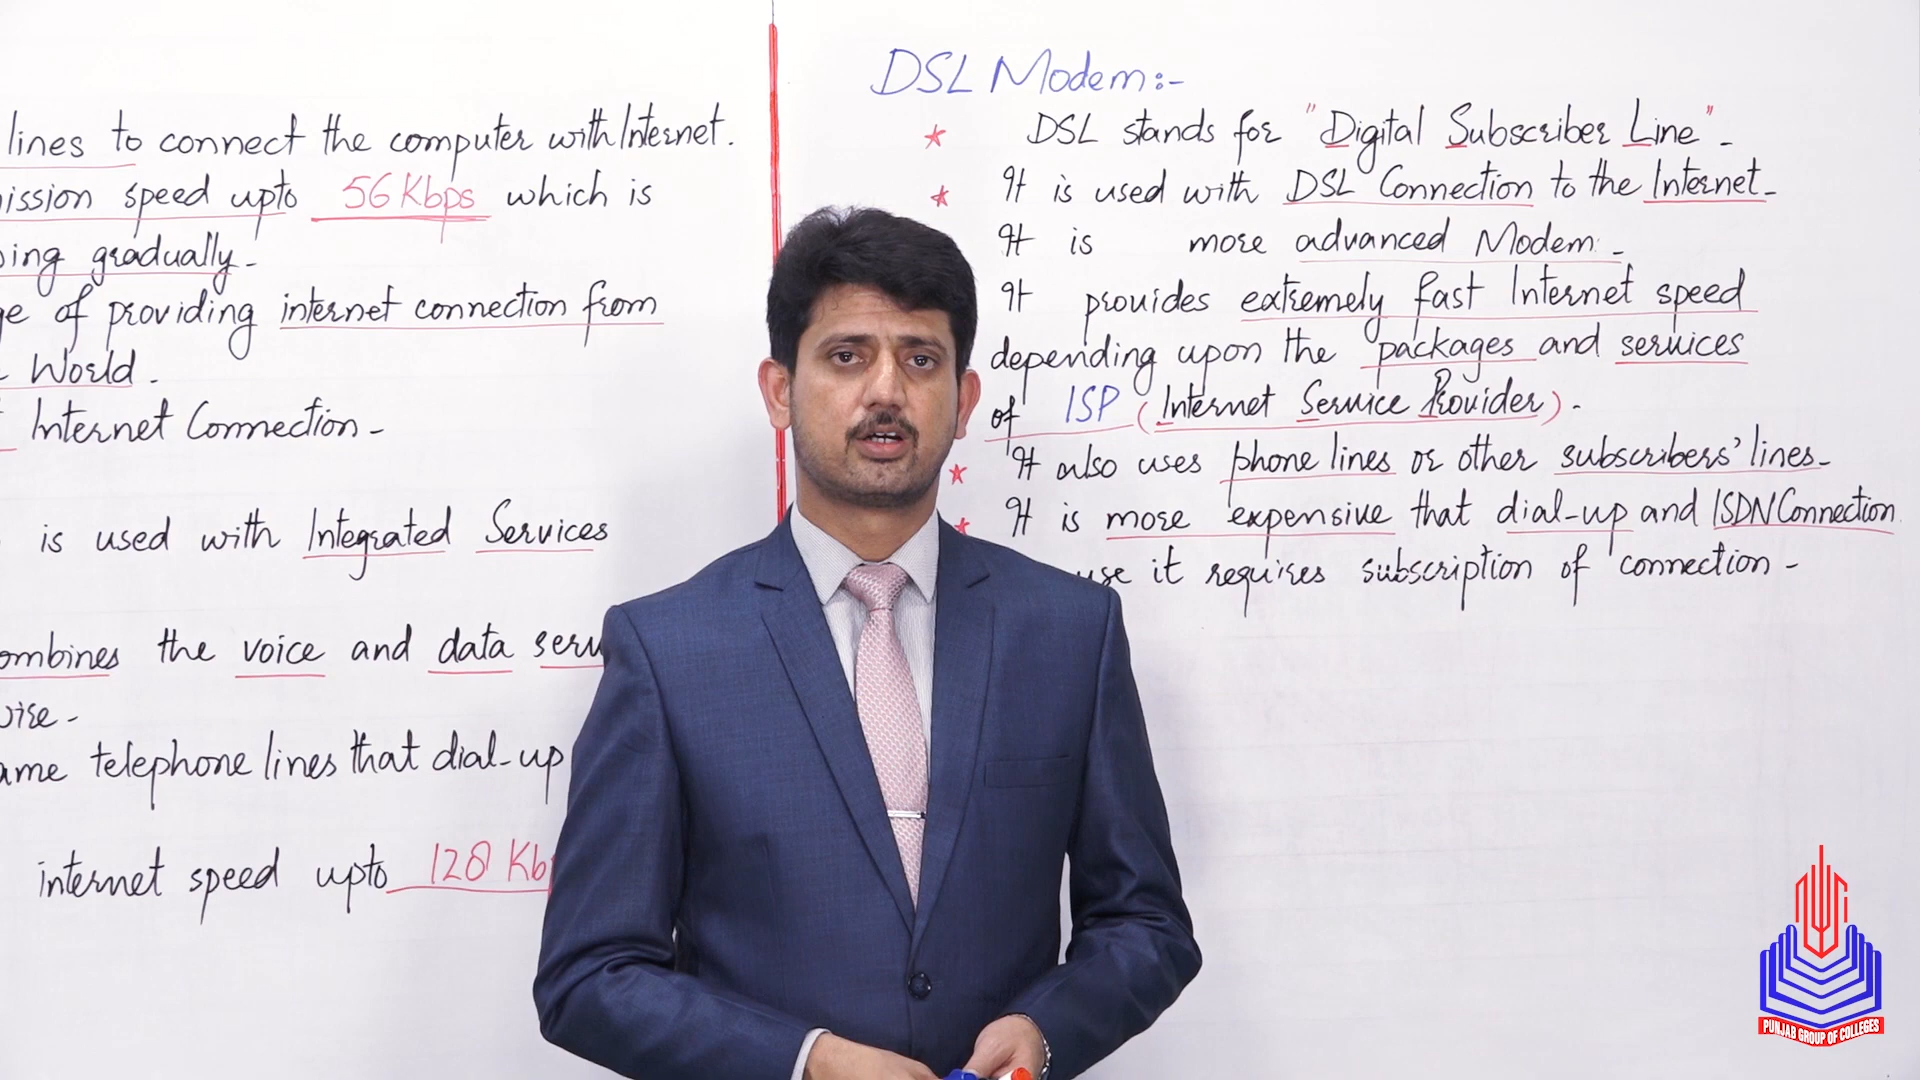 lines to connect the computer with Internet.
ission speed upto 56 Kbps which is
ing gradually -
of providing internet connection from
World .
Internet Connection -
is used with Integrated Services
ombines the voice and data serv
ame telephone lines that dial-up
internet speed upto 128 Kb
DSL Modem:-
DSL stands for "Digital Subscriber Line" -
It is used with DSL Connection to the Internet -
It is more advanced Modem -
It provides extremely fast Internet speed
depending upon the packages and services
of ISP (Internet Service Provider) -
It also uses phone lines or other subscribers' lines -
It is more expensive that dial-up and ISDN Connection
use it requires subscription of connection -
PUNJAB GROUP OF COLLEGES